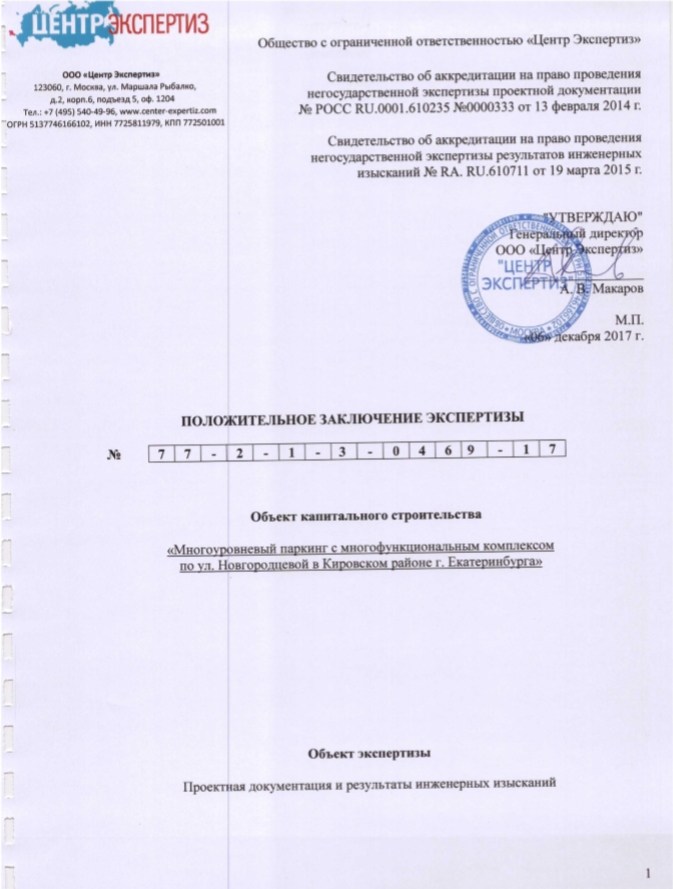 ЦЕНТР ЭКСПЕРТИЗ
ООО «Центр Экспертиз»
123060, г. Москва, ул. Маршала Рыбалко,
д.2, корп.6, подъезд 5, оф. 1204
Тел.: +7 (495) 540-49-96, www.center-expertiz.com
ОГРН 5137746166102, ИНН 7725811979, КПП 772501001
Общество с ограниченной ответственностью «Центр Экспертиз»
Свидетельство об аккредитации на право проведения
негосударственной экспертизы проектной документации
№ РОСС RU.0001.610235 №0000333 от 13 февраля 2014 г.
Свидетельство об аккредитации на право проведения
негосударственной экспертизы результатов инженерных
изысканий № RA. RU.610711 от 19 марта 2015 г.
"УТВЕРЖДАЮ"
Генеральный директор
ООО «Центр Экспертиз»
"ЦЕНТР
ЭКСПЕРТИЗ"
МОСКВА
А. В. Макаров
М.П.
«06» декабря 2017 г.
ПОЛОЖИТЕЛЬНОЕ ЗАКЛЮЧЕНИЕ ЭКСПЕРТИЗЫ
№ 7 7 - 2 - 1 - 3 - 0 4 6 9 - 1 7
Объект капитального строительства
«Многоуровневый паркинг с многофункциональным комплексом
по ул. Новгородцевой в Кировском районе г. Екатеринбурга»
Объект экспертизы
Проектная документация и результаты инженерных изысканий
1